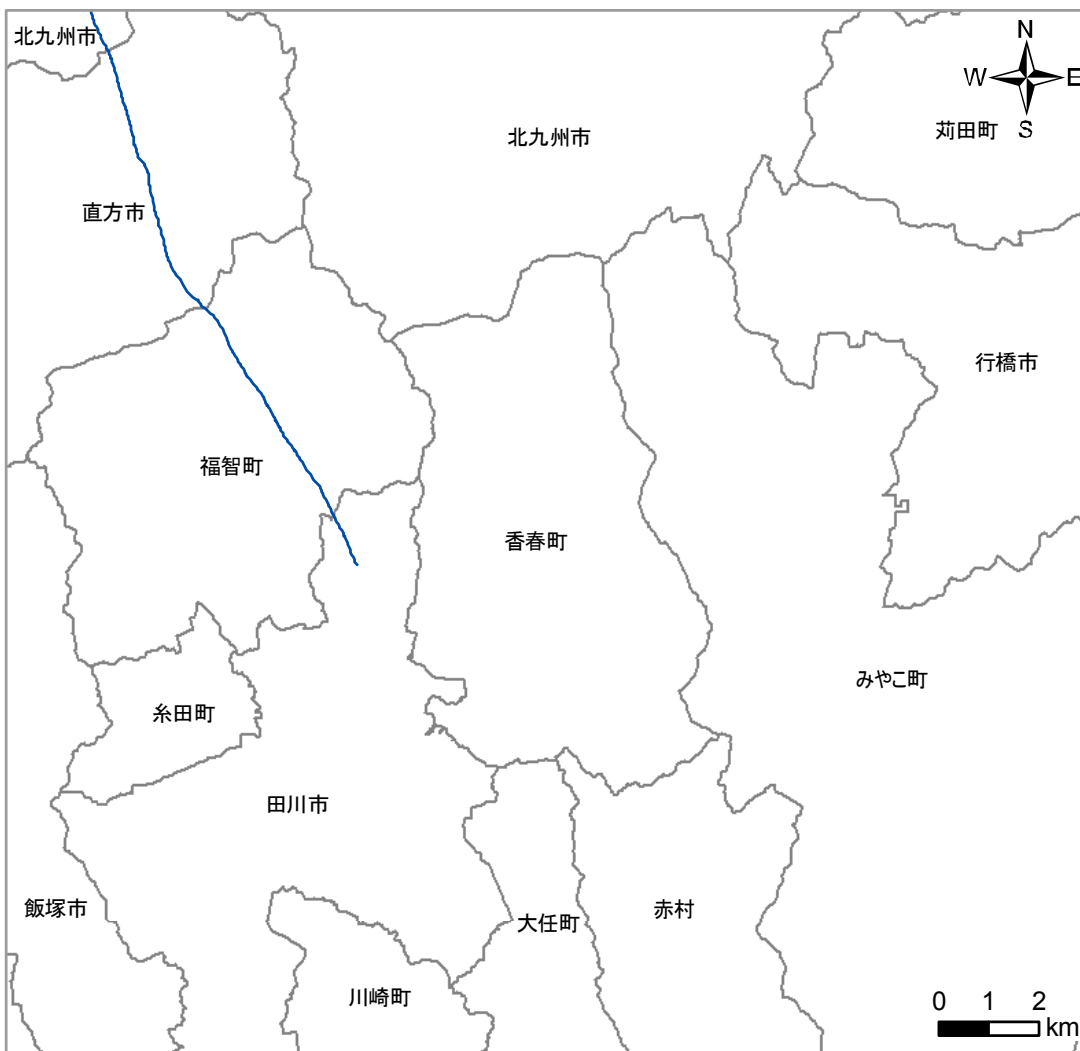 北九州市
N
W E
S
北九州市
苅田町
直方市
行橋市
福智町
香春町
みやこ町
糸田町
田川市
飯塚市
大任町
赤村
川崎町
0 1 2
km